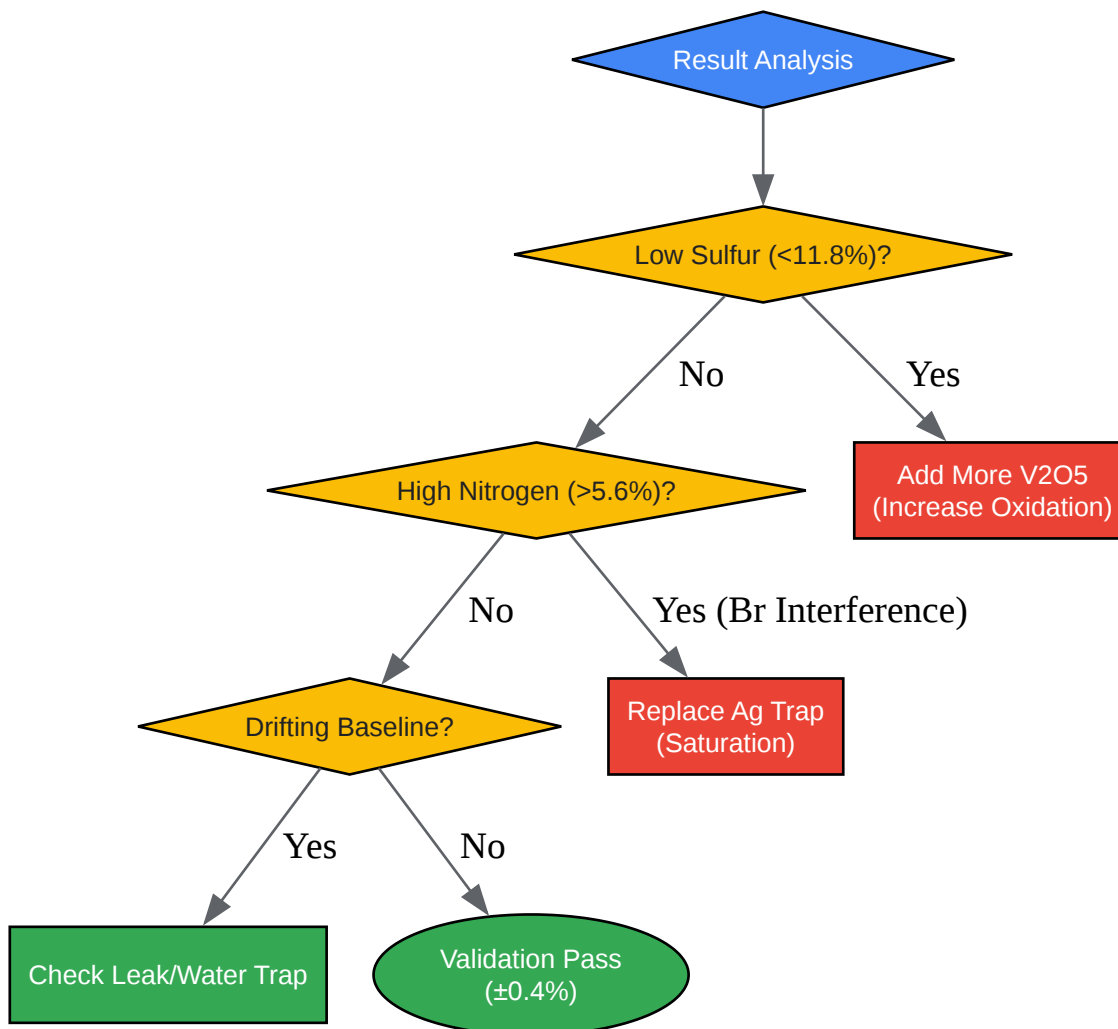 Result Analysis
Low Sulfur (<11.8%)?
No
Yes
High Nitrogen (>5.6%)?
Add More V2O5
(Increase Oxidation)
No
Yes (Br Interference)
Drifting Baseline?
Replace Ag Trap
(Saturation)
Yes
No
Check Leak/Water Trap
Validation Pass
(±0.4%)